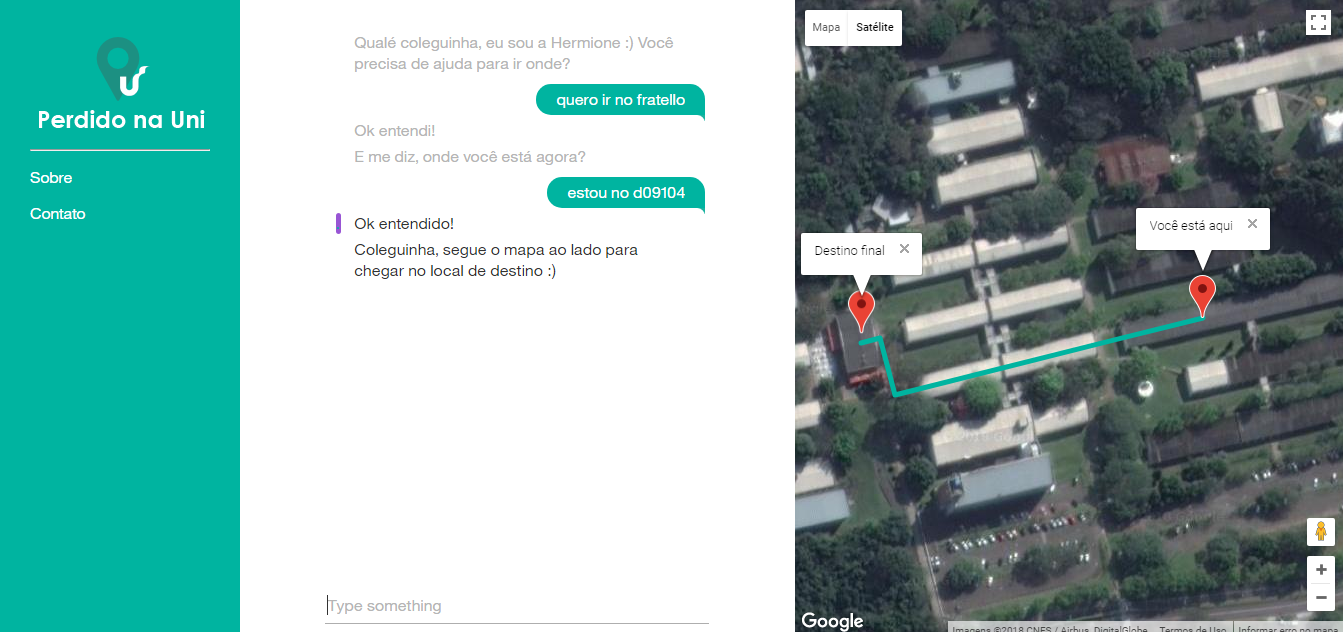 Perdido na Uni
Sobre
Contato
Qualé coleguinha, eu sou a Hermione :) Você
precisa de ajuda para ir onde?
quero ir no fratello
Ok entendi!
E me diz, onde você está agora?
estou no d09104
Ok entendido!
Coleguinha, segue o mapa ao lado para
chegar no local de destino :)
Type something
Mapa Satélite
Você está aqui
Destino final
Google
Imagens ©2018 CNES / Airbus, DigitalGlobe Termos de Uso Informar erro no mapa